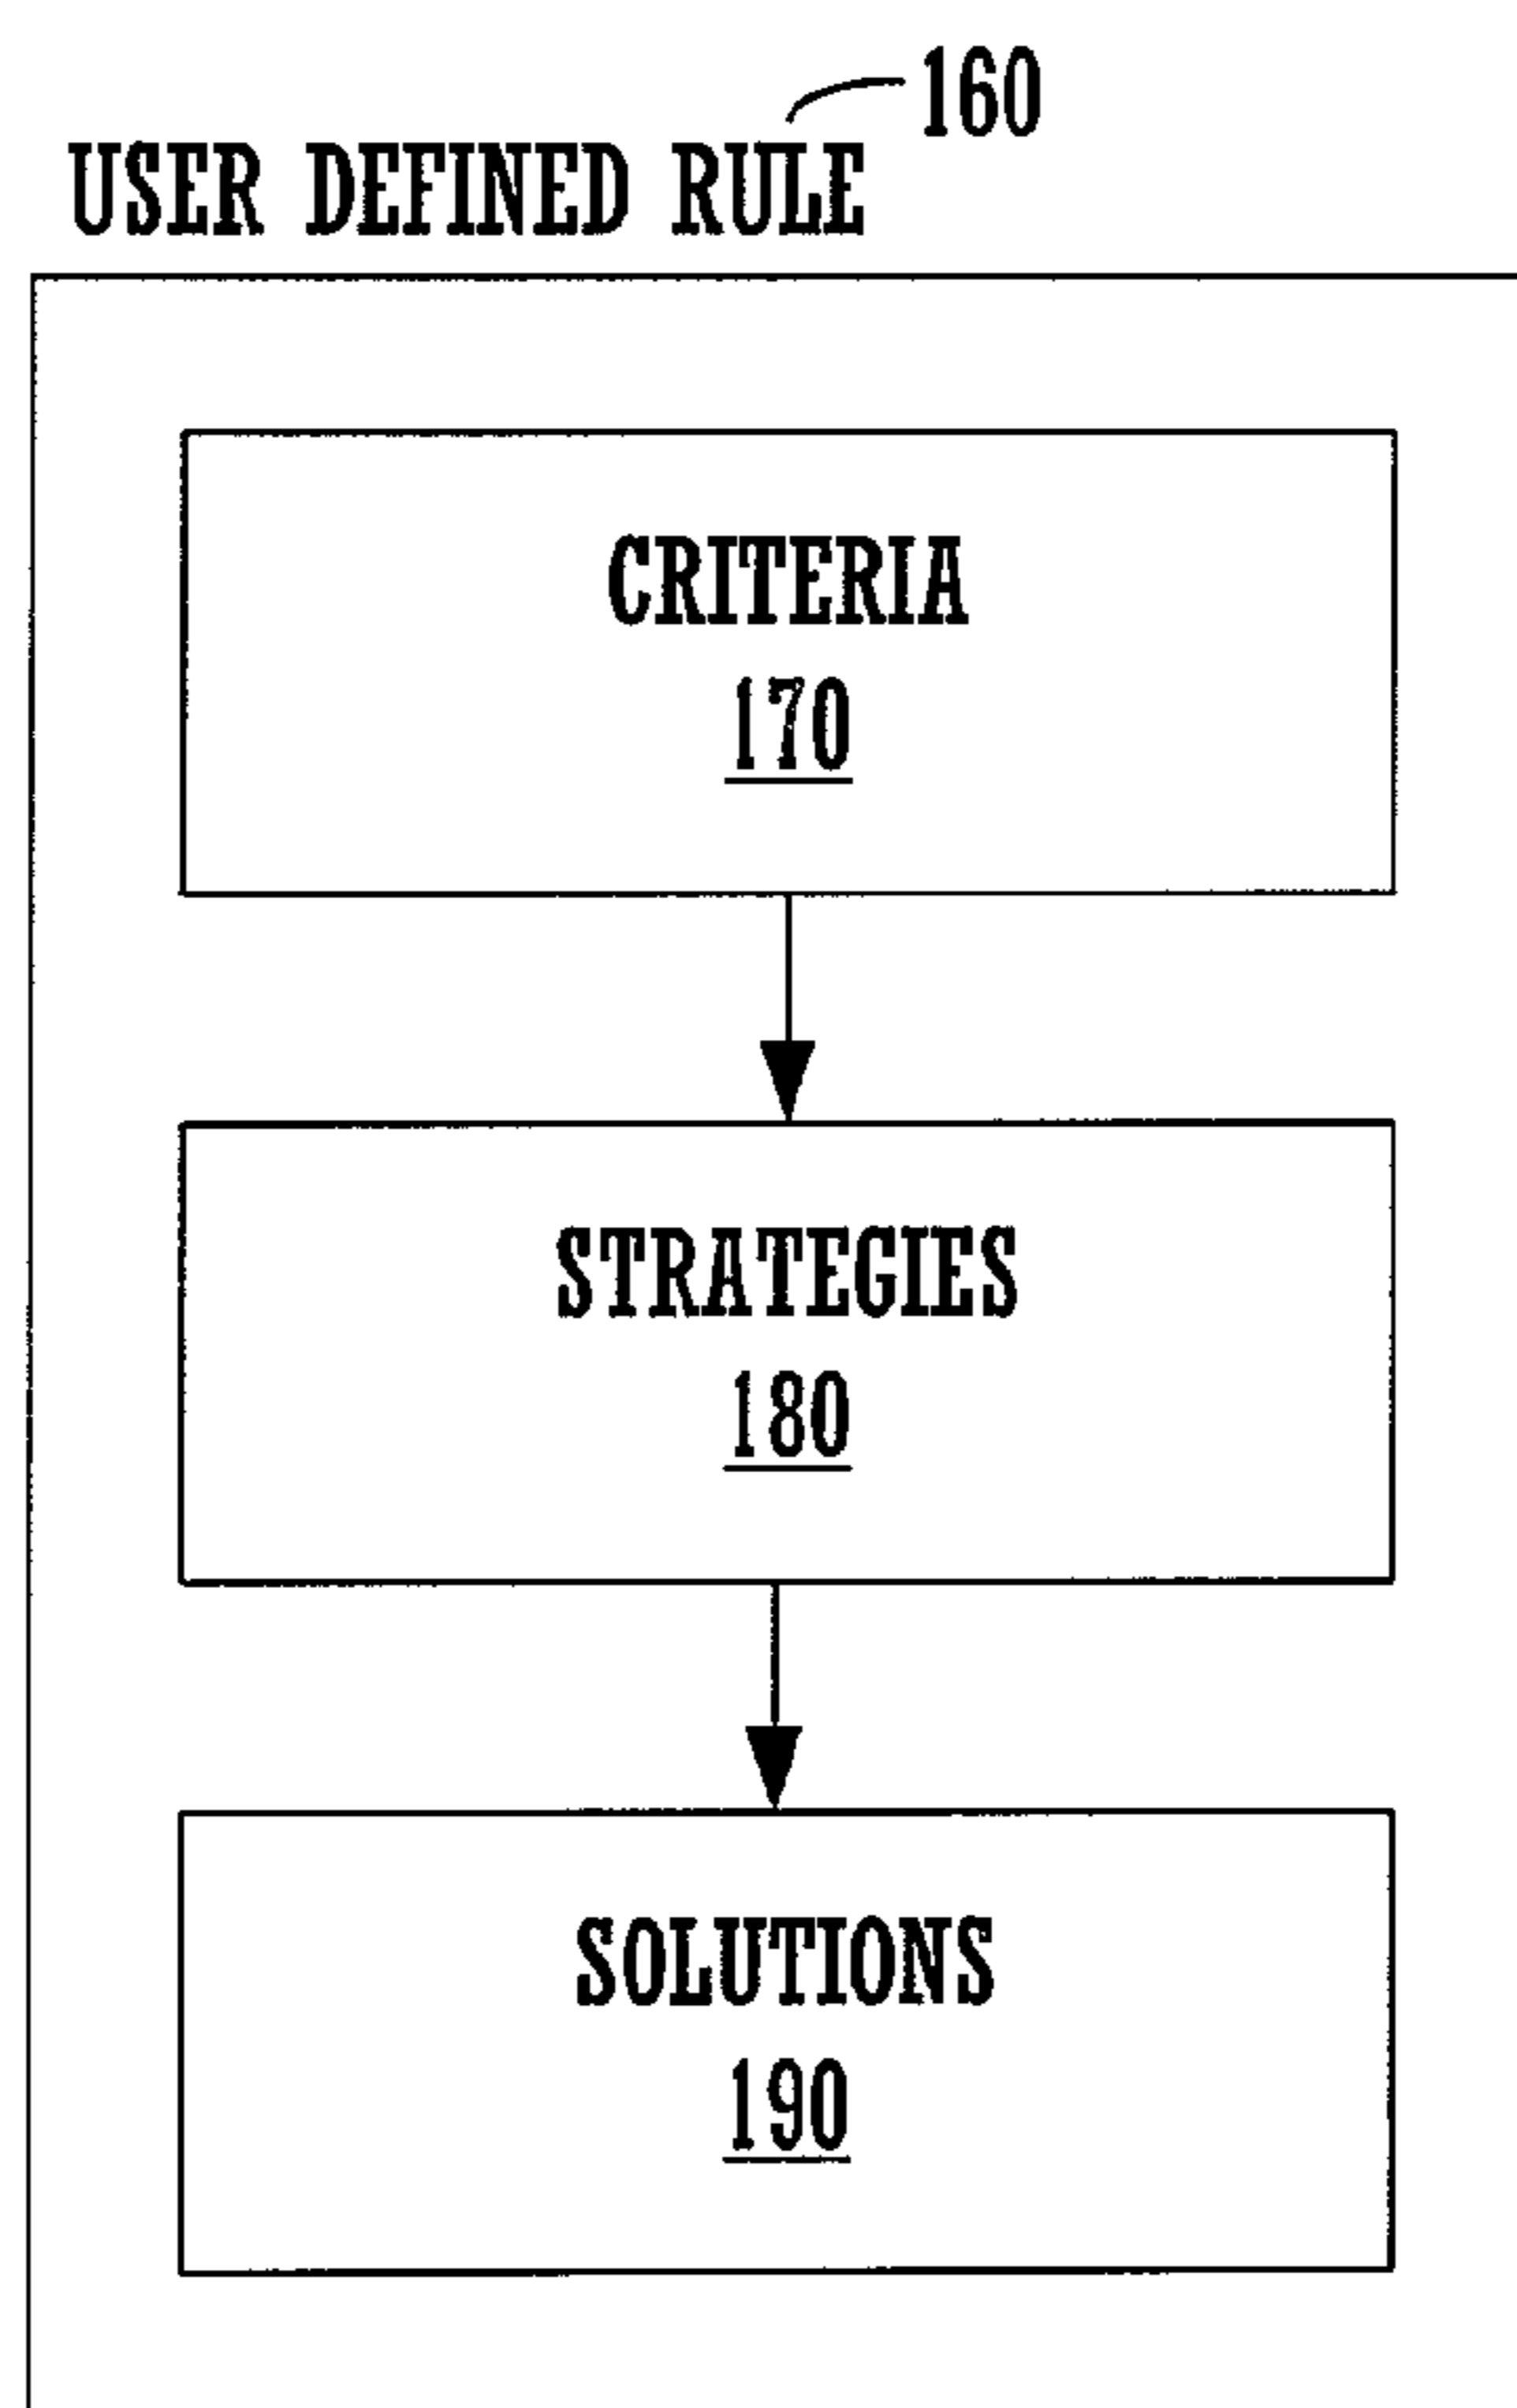 160
USER DEFINED RULE
CRITERIA
170
STRATEGIES
180
SOLUTIONS
190